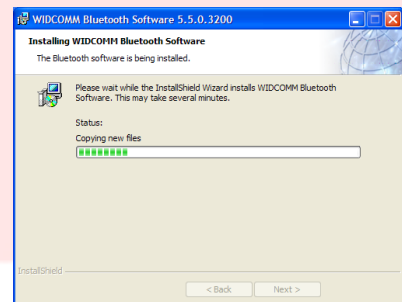 WIDCOMM Bluetooth Software 5.5.0.3200
Installing WIDCOMM Bluetooth Software
The Bluetooth software is being installed.
Please wait while the InstallShield Wizard installs WIDCOMM Bluetooth
Software. This may take several minutes.
Status:
Copying new files
InstallShield
< Back Next >